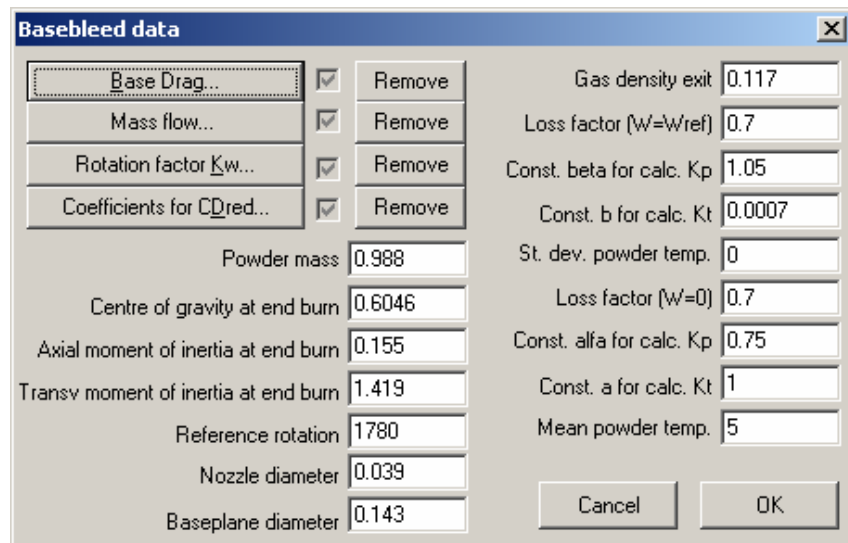 Basebleed data
Base Drag... Remove
Mass flow... Remove
Rotation factor Kw... Remove
Coefficients for CDred... Remove
Powder mass 0.988
Centre of gravity at end burn 0.6046
Axial moment of inertia at end burn 0.155
Transv moment of inertia at end burn 1.419
Reference rotation 1780
Nozzle diameter 0.039
Baseplane diameter 0.143
Gas density exit 0.117
Loss factor (W=Wref) 0.7
Const. beta for calc. Kp 1.05
Const. b for calc. Kt 0.0007
St. dev. powder temp. 0
Loss factor (W=0) 0.7
Const. alfa for calc. Kp 0.75
Const. a for calc. Kt 1
Mean powder temp. 5
Cancel OK